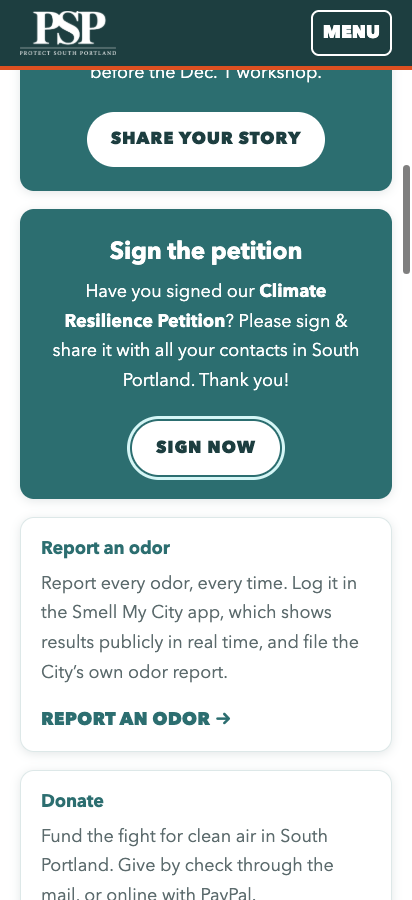 PSP
PROTECT SOUTH PORTLAND
MENU
before the Dec. 1 workshop.
SHARE YOUR STORY
Sign the petition
Have you signed our Climate
Resilience Petition? Please sign &
share it with all your contacts in South
Portland. Thank you!
SIGN NOW
Report an odor
Report every odor, every time. Log it in
the Smell My City app, which shows
results publicly in real time, and file the
City’s own odor report.
REPORT AN ODOR →
Donate
Fund the fight for clean air in South
Portland. Give by check through the
mail, or online with PayPal.